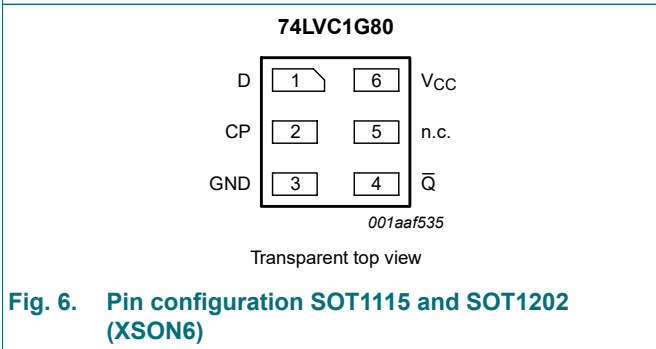 74LVC1G80
D 1 6 VCC
CP 2 5 n.c.
GND 3 4 Q̅
001aaf535
Transparent top view
Fig. 6. Pin configuration SOT1115 and SOT1202
(XSON6)